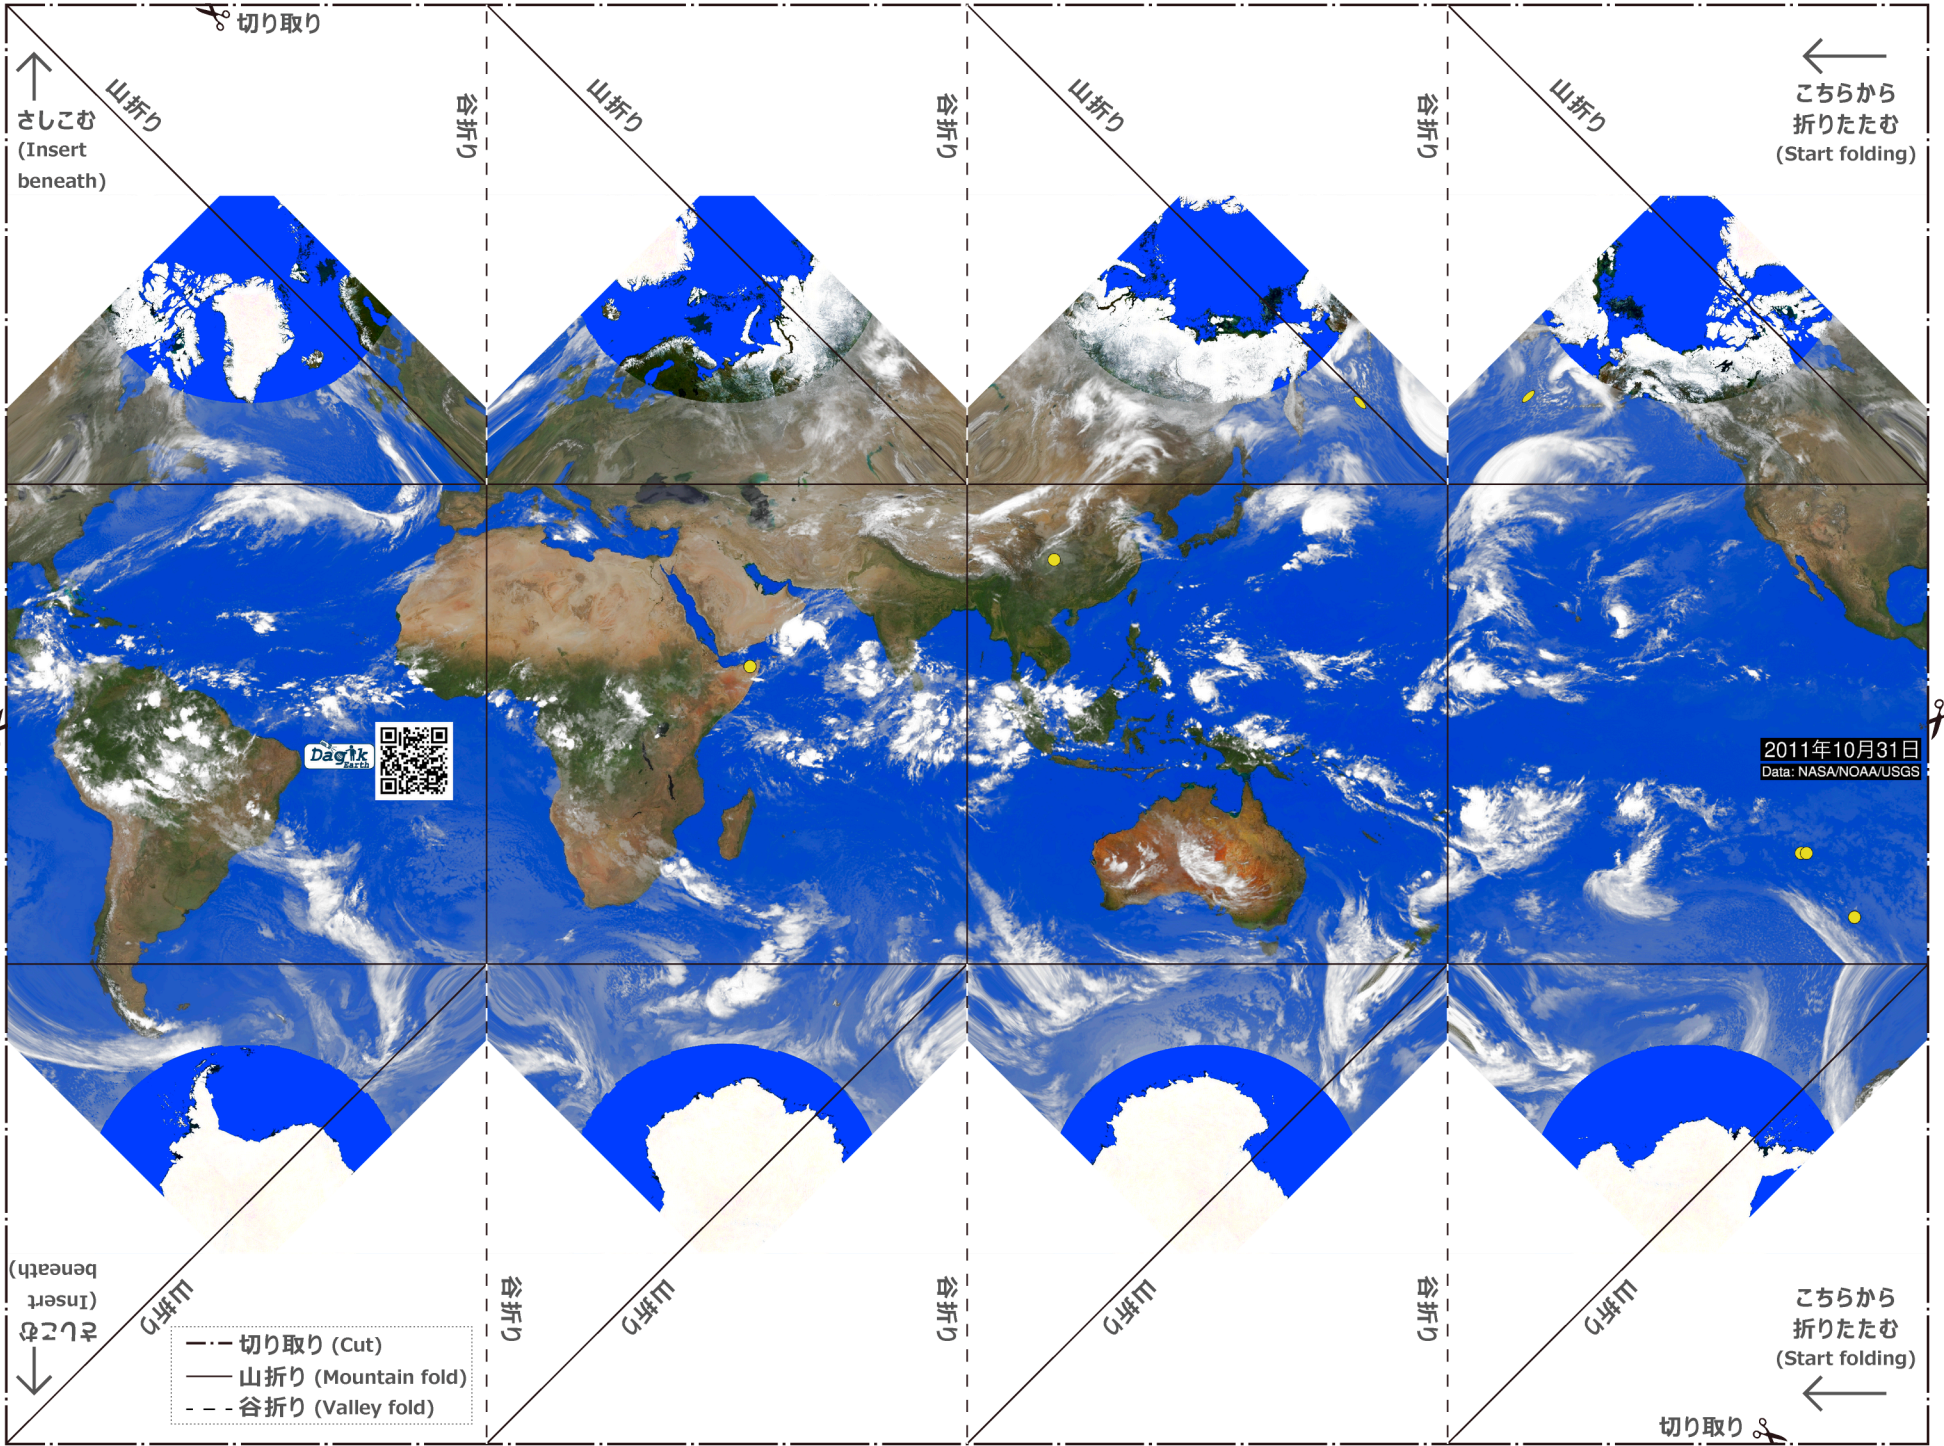 切り取り
山折り
谷折り
山折り
谷折り
山折り
谷折り
山折り
さしこむ
(Insert
beneath)
こちらから
折りたたむ
(Start folding)
Dagik
Earth
2011年10月31日
Data: NASA/NOAA/USGS
さしこむ
(Insert
beneath)
山折り
谷折り
山折り
谷折り
山折り
谷折り
山折り
こちらから
折りたたむ
(Start folding)
切り取り (Cut)
山折り (Mountain fold)
谷折り (Valley fold)
切り取り